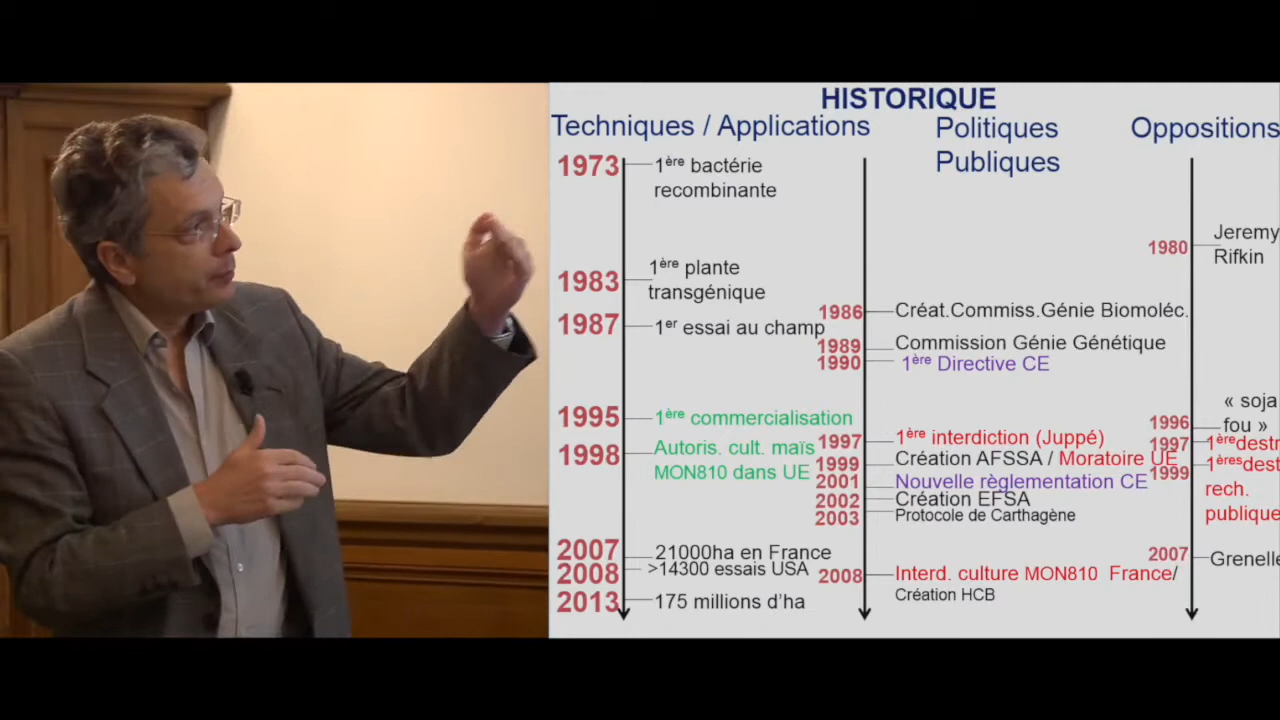 HISTORIQUE
Techniques / Applications
1973
1ère bactérie
recombinante
1983
1ère plante
transgénique
1987
1er essai au champ
1995
1ère commercialisation
1998
Autoris. cult. maïs
MON810 dans UE
2007
21000ha en France
2008
>14300 essais USA
2013
175 millions d’ha
Politiques
Publiques
1986
Créat.Commiss.Génie Biomoléc.
1989
Commission Génie Génétique
1990
1ère Directive CE
1997
1ère interdiction (Juppé)
1999
Création AFSSA / Moratoire UE
2001
Nouvelle règlementation CE
2002
Création EFSA
2003
Protocole de Carthagène
2008
Interd. culture MON810 France/
Création HCB
Oppositions
1980
Jeremy
Rifkin
1996
« soja
fou »
1997
1ère destr
1999
1ères dest
rech.
publique
2007
Grenelle